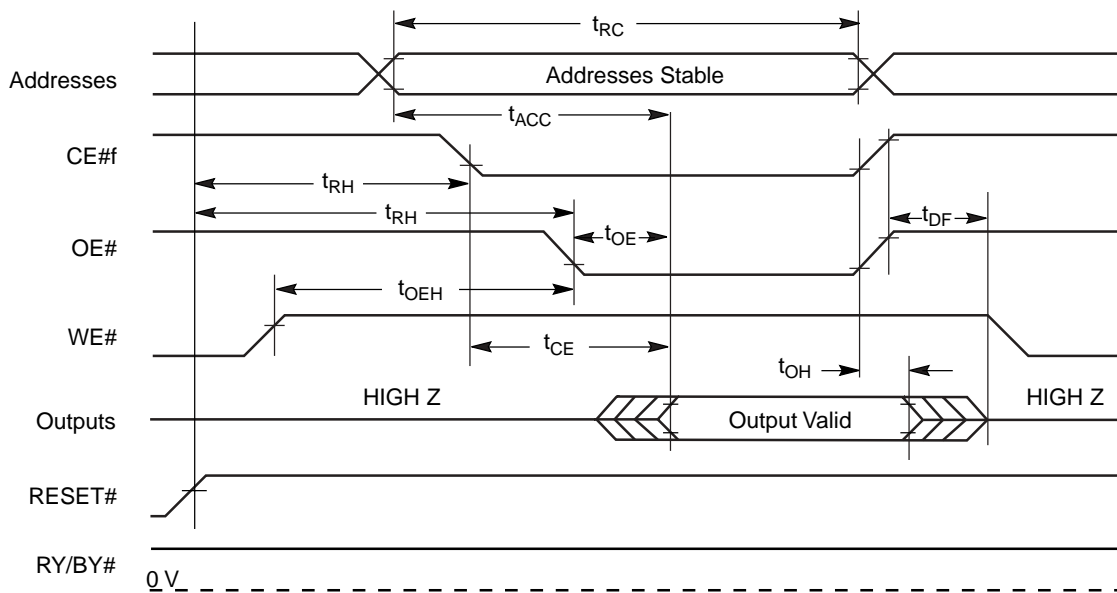 tRC
Addresses
Addresses Stable
tACC
CE#f
tRH
tRH
tDF
OE#
tOE
tOEH
WE#
tCE
tOH
HIGH Z
HIGH Z
Outputs
Output Valid
RESET#
RY/BY#
0 V